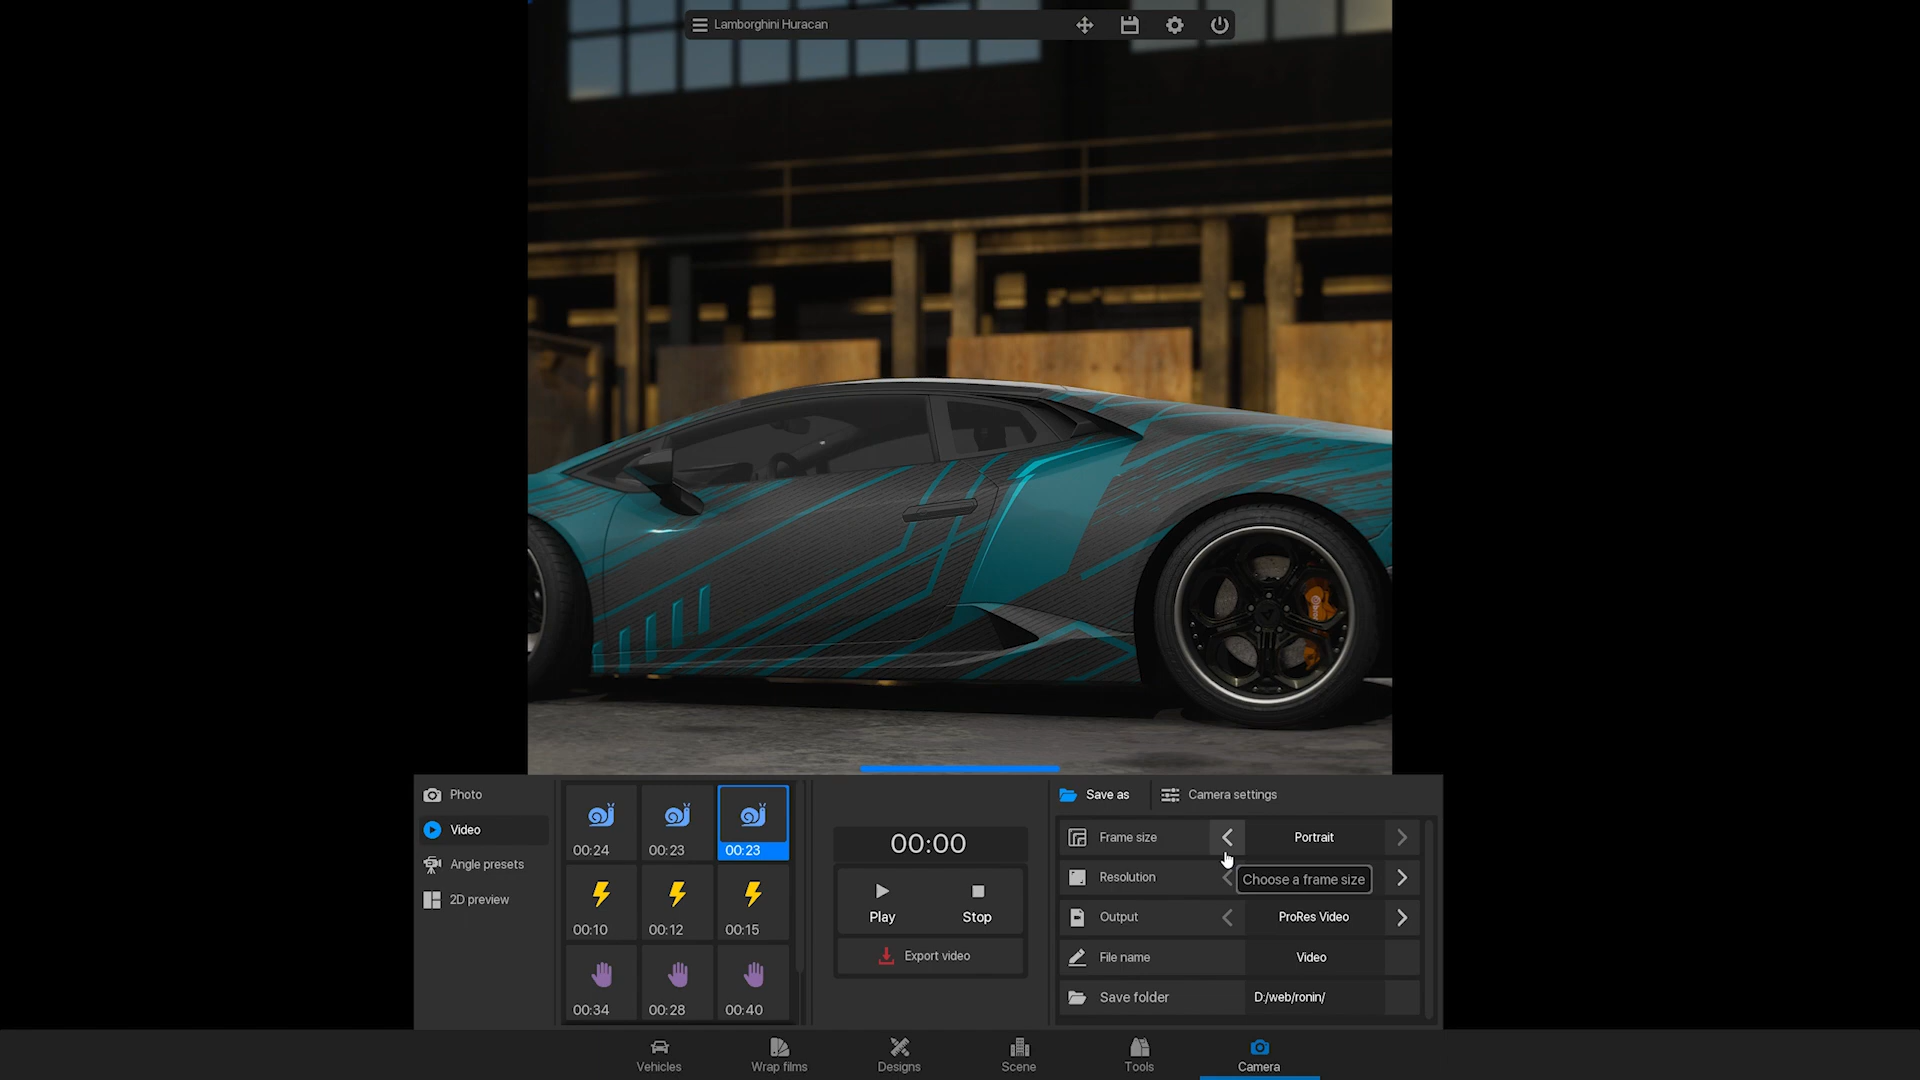 Lamborghini Huracan
Photo
Video
Angle presets
2D preview
00:24
00:23
00:23
00:10
00:12
00:15
00:34
00:28
00:40
00:00
Play
Stop
Export video
Save as
Camera settings
Frame size
Portrait
Resolution
Choose a frame size
Output
ProRes Video
File name
Video
Save folder
D:/web/ronin/
Vehicles
Wrap films
Designs
Scene
Tools
Camera